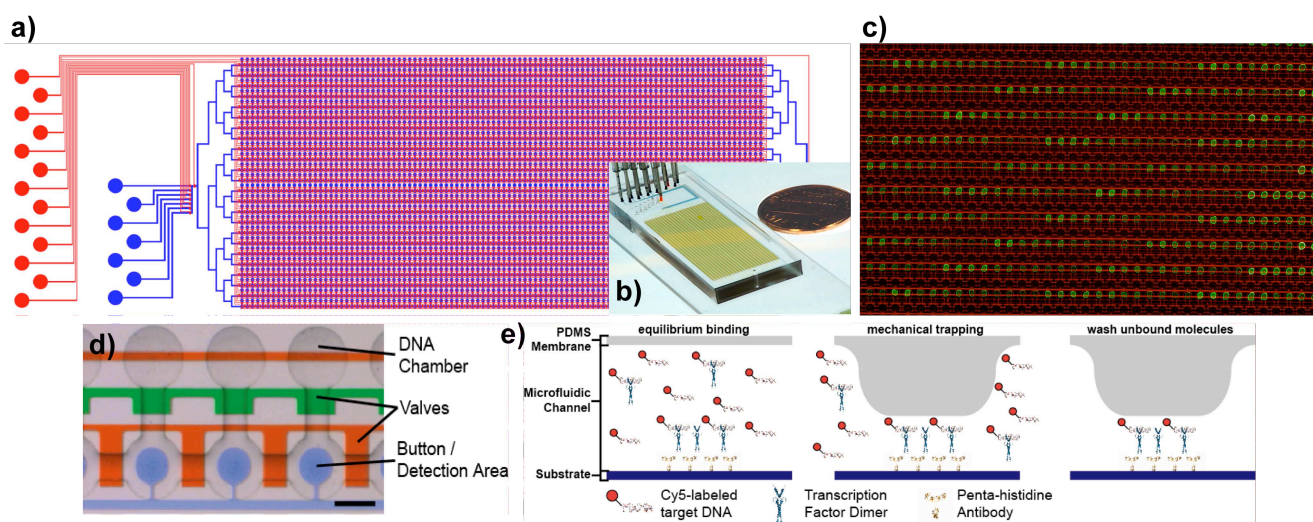 a)
b)
c)
d)
DNA
Chamber
Valves
Button /
Detection Area
e)
equilibrium binding
mechanical trapping
wash unbound molecules
PDMS
Membrane
Microfluidic
Channel
Substrate
Cy5-labeled
target DNA
Transcription
Factor Dimer
Penta-histidine
Antibody